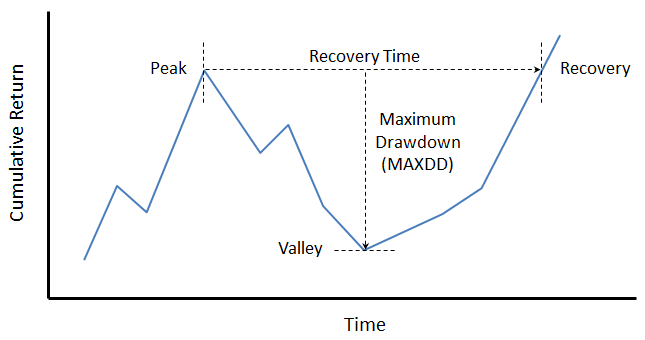 Recovery Time
Peak
Recovery
Maximum
Drawdown
(MAXDD)
Valley
Cumulative Return
Time